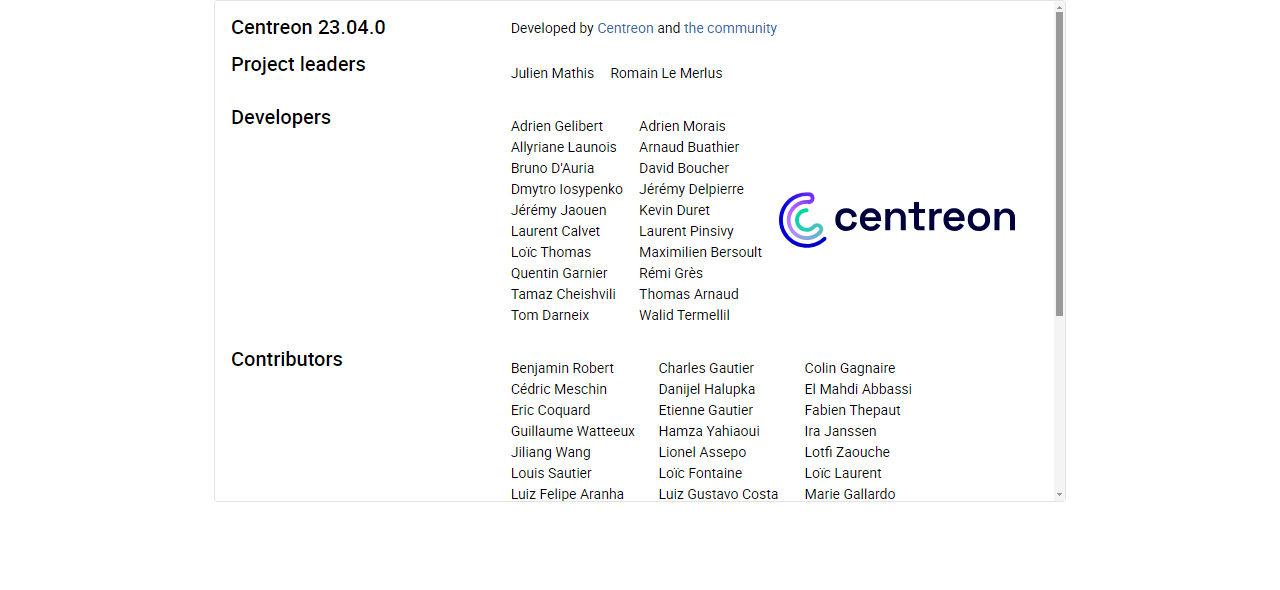 Centreon 23.04.0
Developed by Centreon and the community
Project leaders
Julien Mathis Romain Le Merlus
Developers
Adrien Gelibert Adrien Morais
Allyriane Launois Arnaud Buathier
Bruno D'Auria David Boucher
Dmytro Iosypenko Jérémy Delpierre
Jérémy Jaouen Kevin Duret
Laurent Calvet Laurent Pinsivy
Loïc Thomas Maximilien Bersoult
Quentin Garnier Rémi Grès
Tamaz Cheishvili Thomas Arnaud
Tom Darneix Walid Termellil
centreon
Contributors
Benjamin Robert Charles Gautier Colin Gagnaire
Cédric Meschin Danijel Halupka El Mahdi Abbassi
Eric Coquard Etienne Gautier Fabien Thepaut
Guillaume Watteeux Hamza Yahiaoui Ira Janssen
Jiliang Wang Lionel Assepo Lotfi Zaouche
Louis Sautier Loïc Fontaine Loïc Laurent
Luiz Felipe Aranha Luiz Gustavo Costa Marie Gallardo